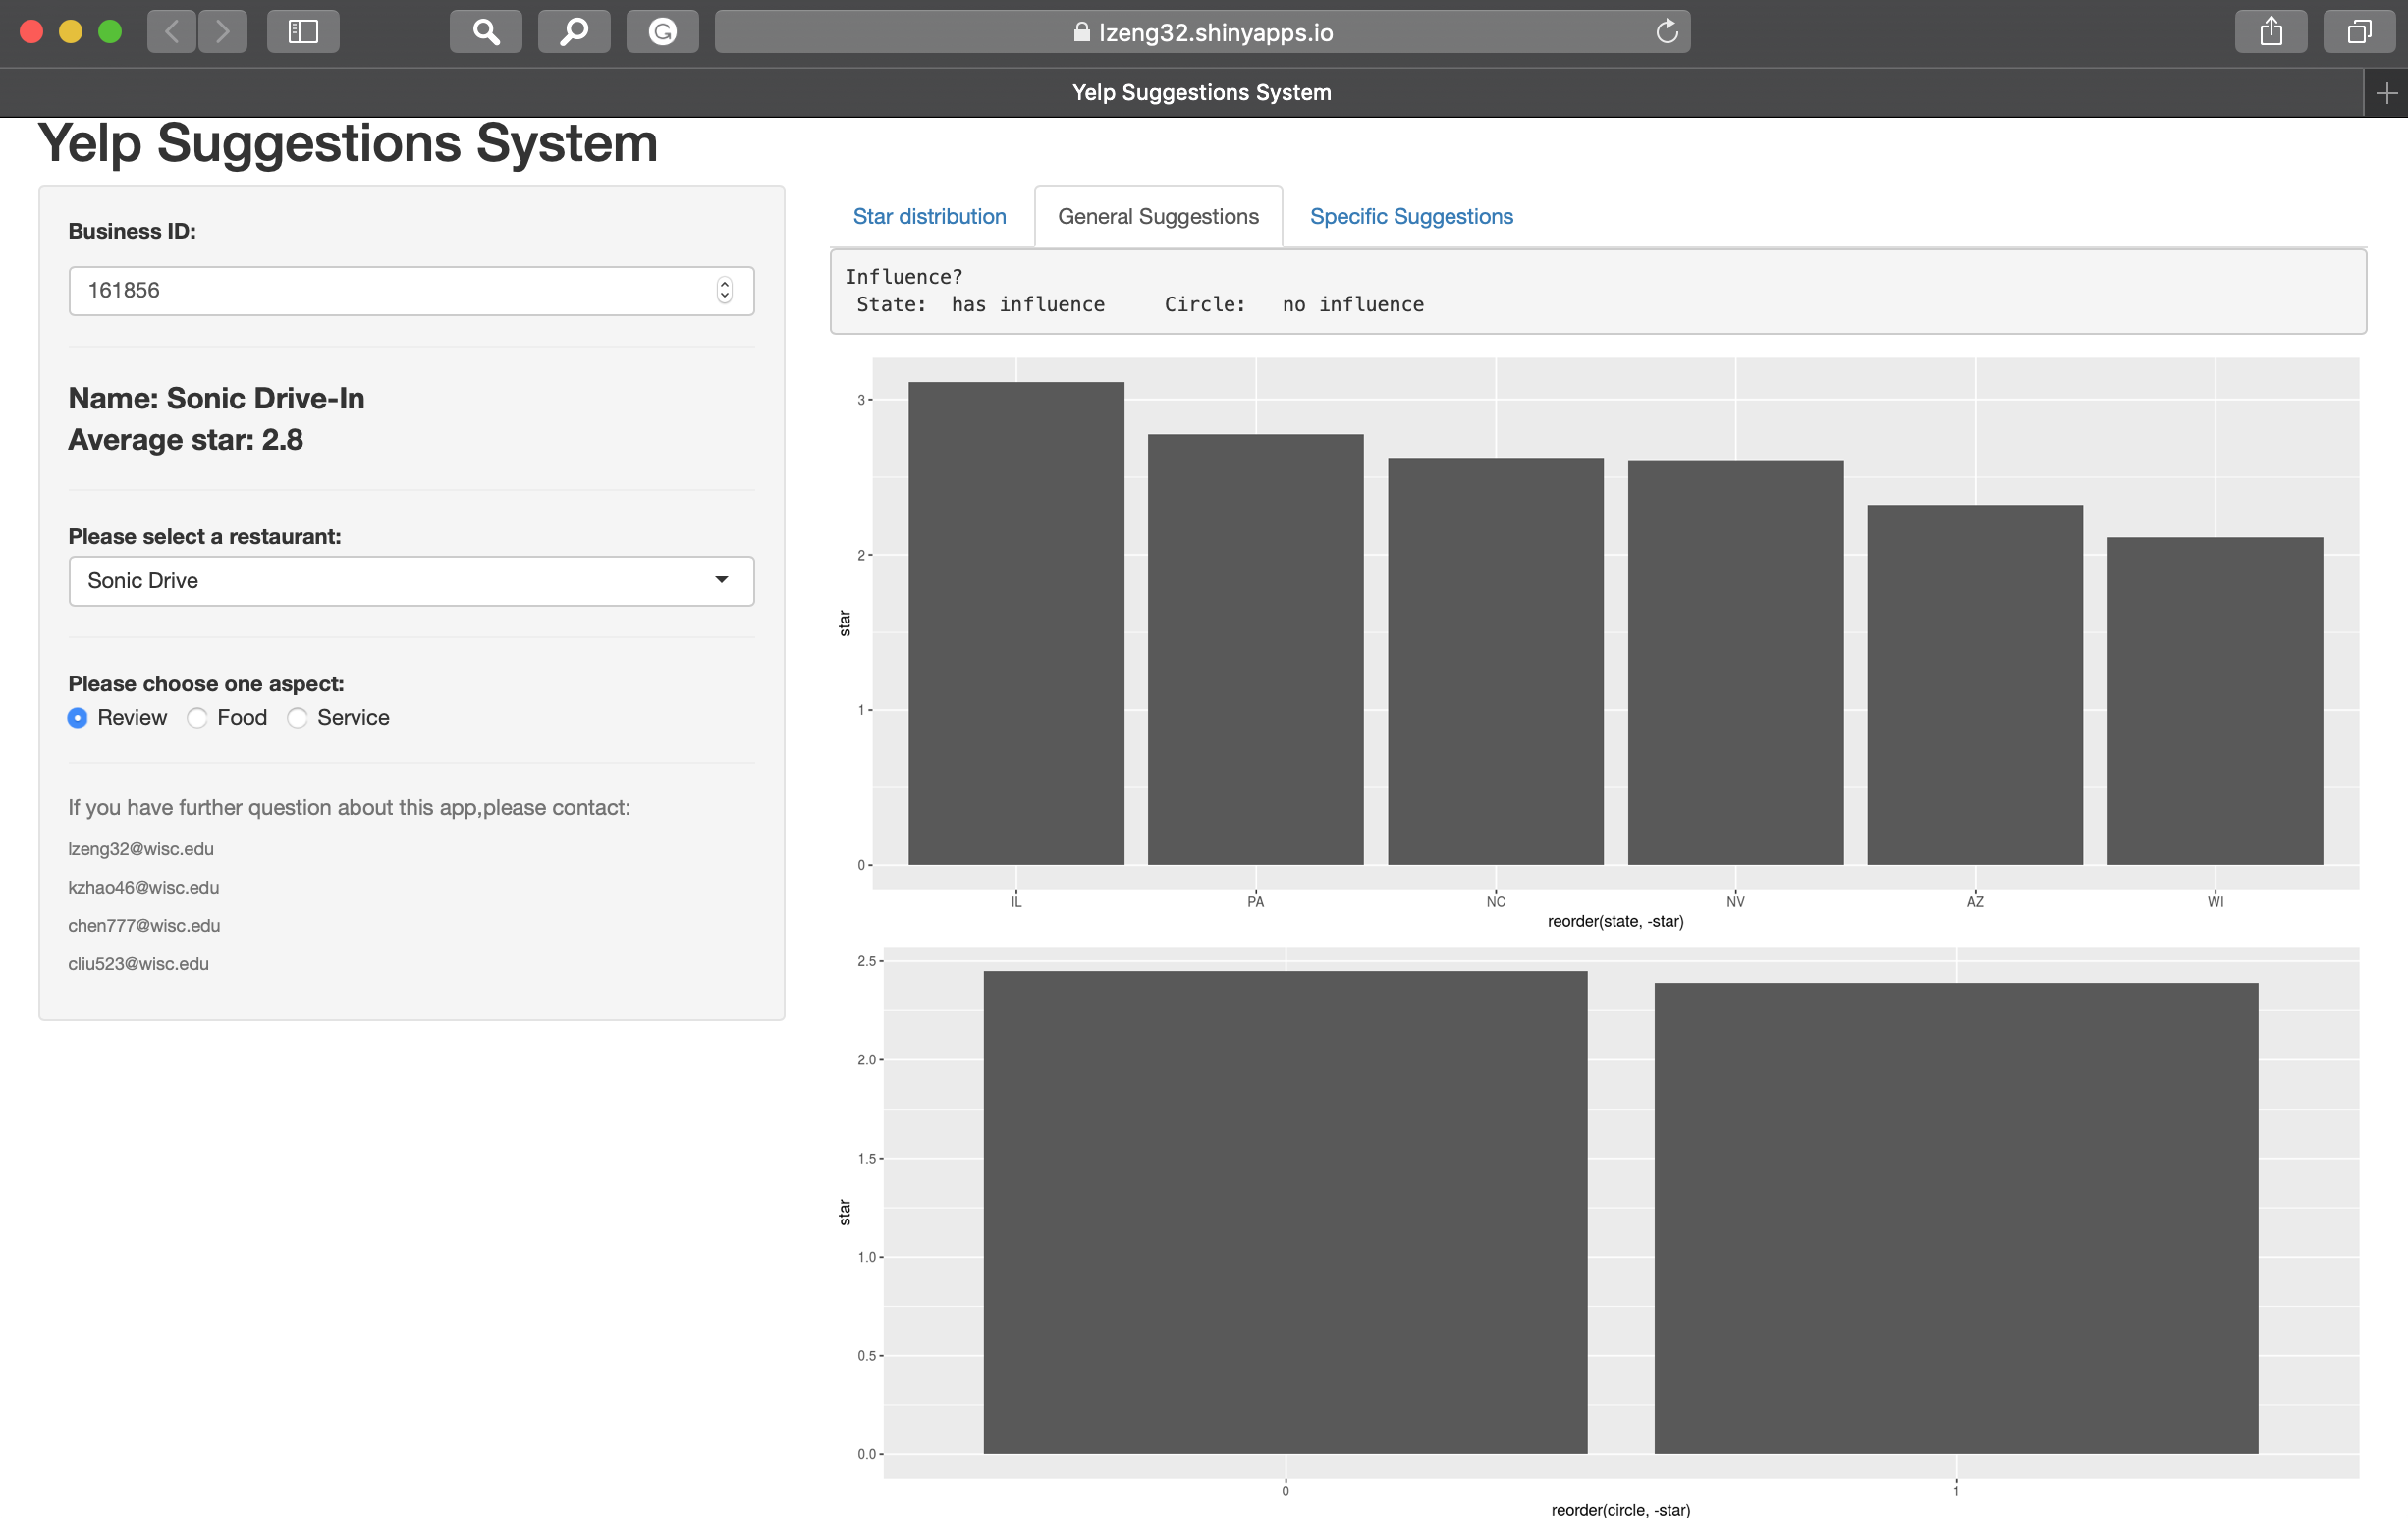 lzeng32.shinyapps.io
Yelp Suggestions System
Yelp Suggestions System
Business ID:
161856
Name: Sonic Drive-In
Average star: 2.8
Please select a restaurant:
Sonic Drive
Please choose one aspect:
Review Food Service
If you have further question about this app,please contact:
lzeng32@wisc.edu
kzhao46@wisc.edu
chen777@wisc.edu
cliu523@wisc.edu
Star distribution General Suggestions Specific Suggestions
Influence?
State: has influence Circle: no influence
3
2
1
0
star
IL PA NC NV AZ WI
reorder(state, -star)
2.5
2.0
1.5
1.0
0.5
0.0
star
0 1
reorder(circle, -star)